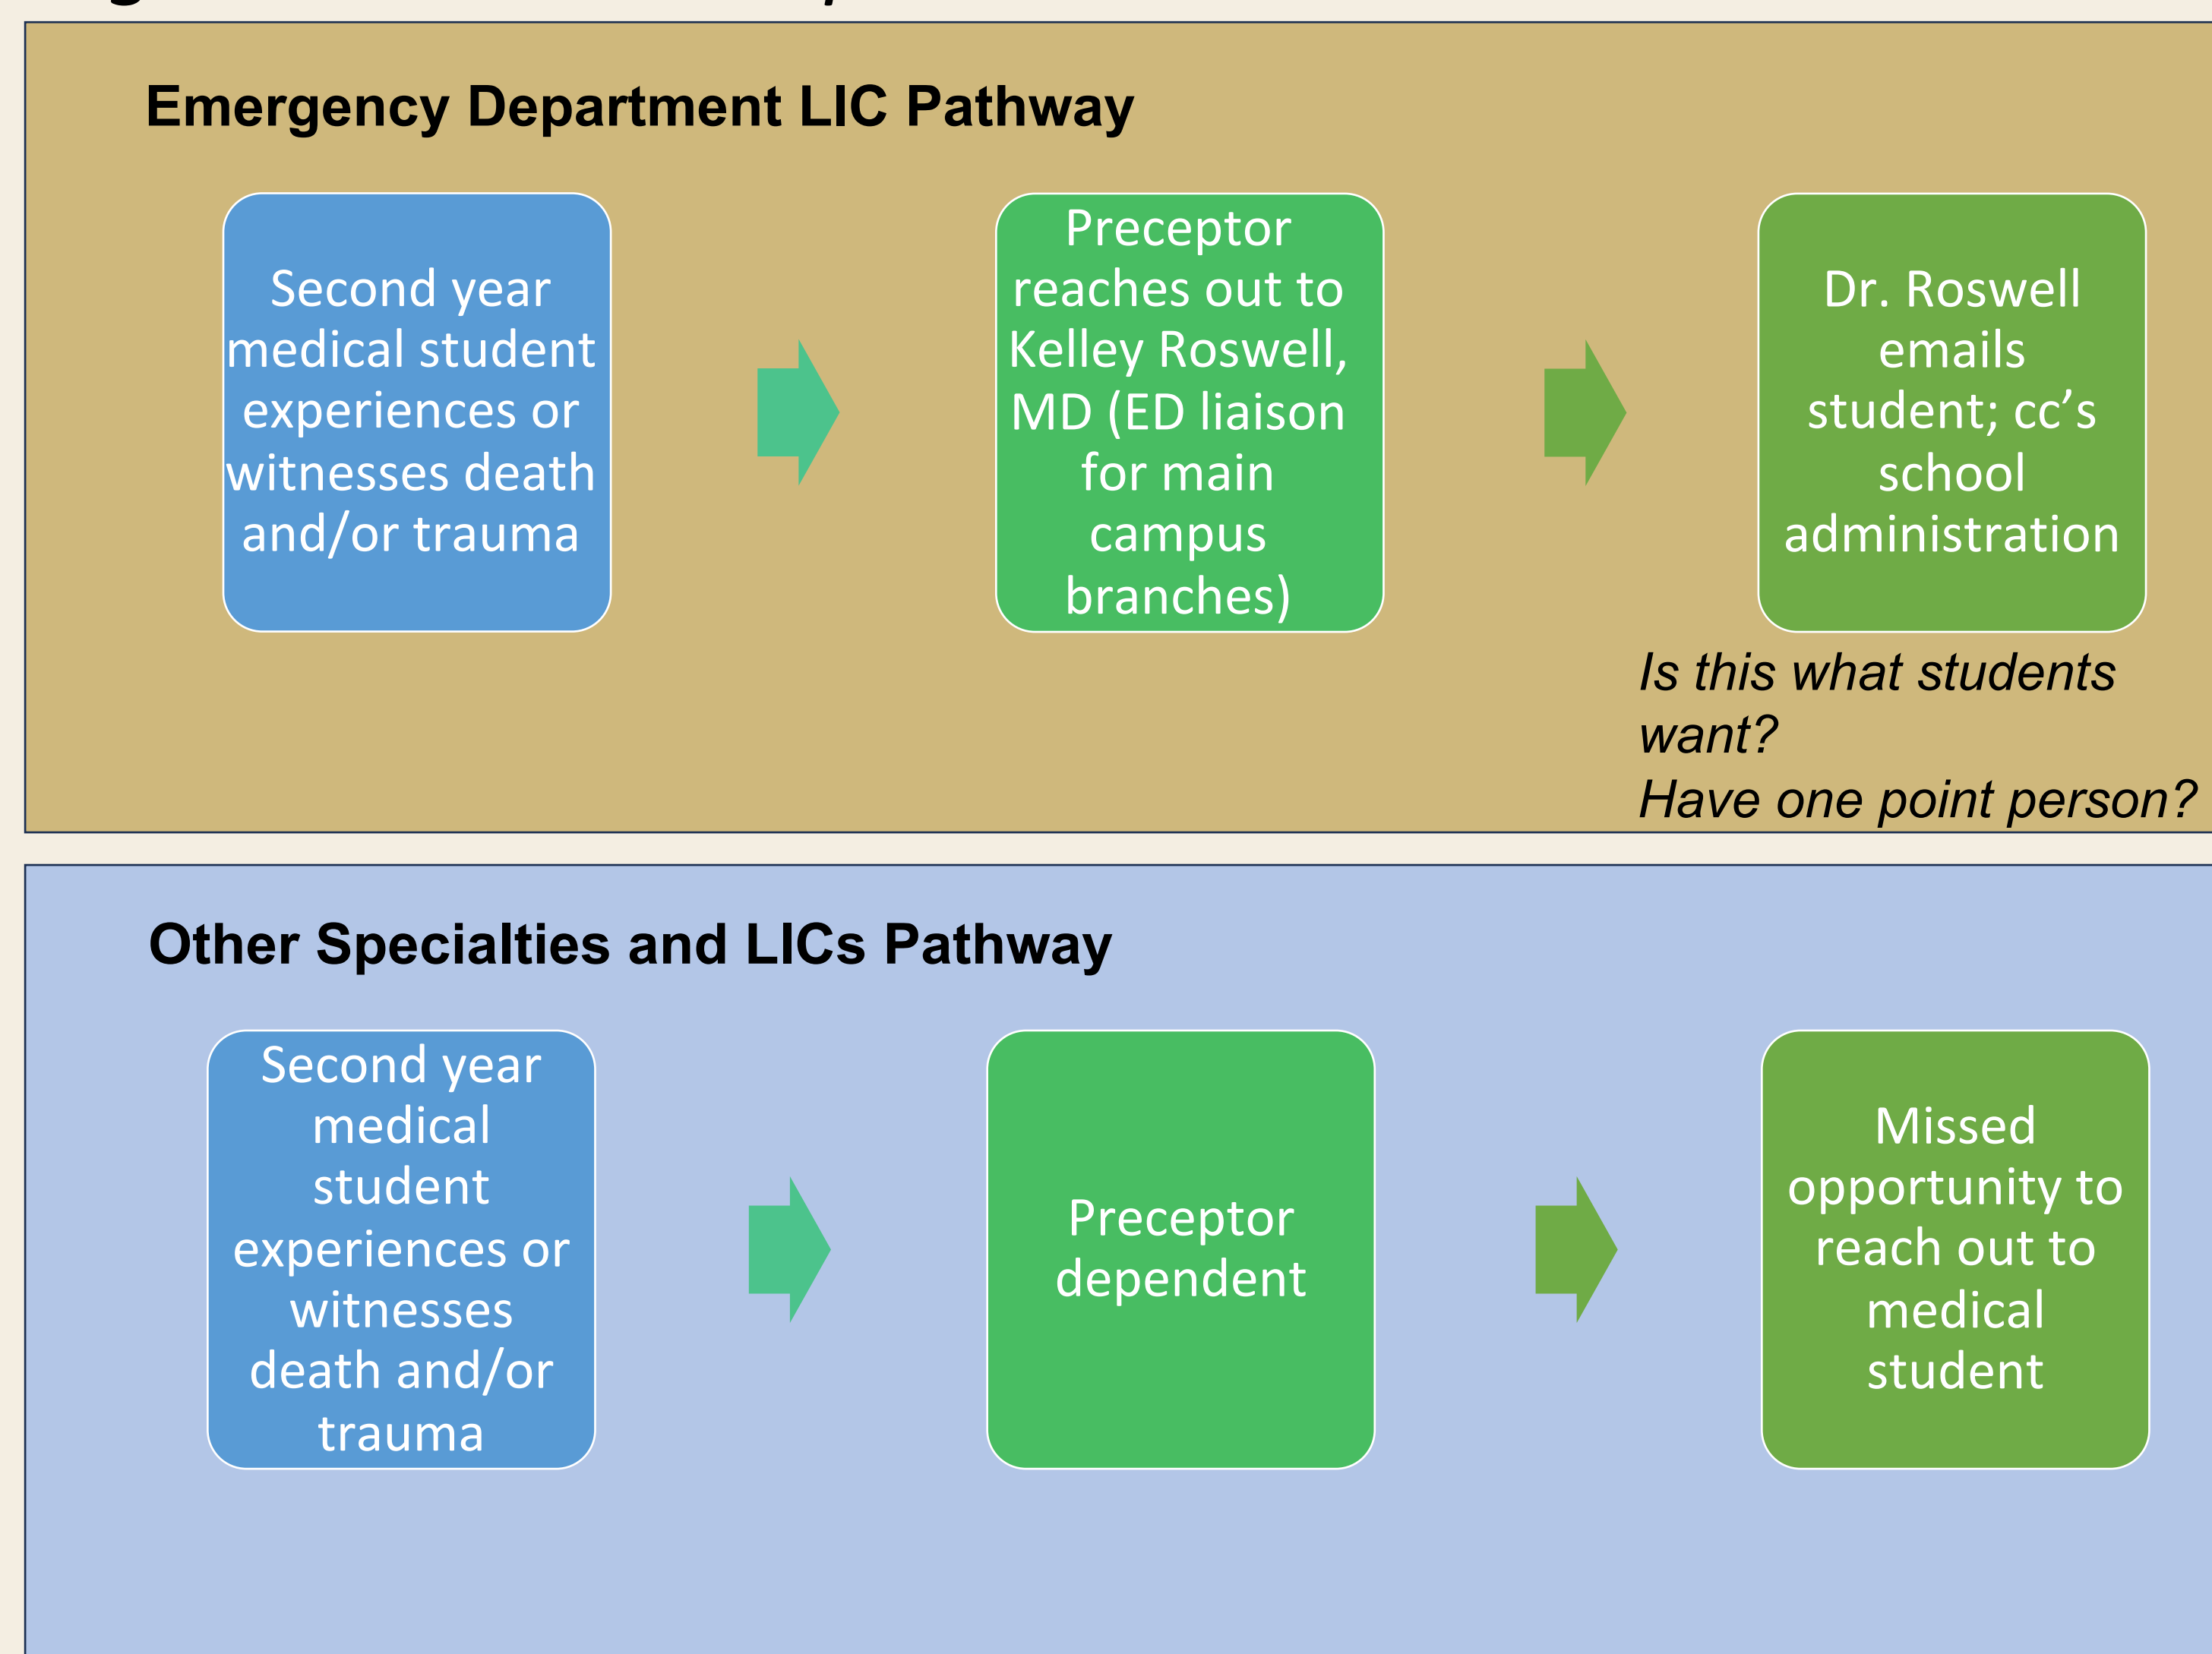 Emergency Department LIC Pathway
Second year
medical student
experiences or
witnesses death
and/or trauma
Preceptor
reaches out to
Kelley Roswell,
MD (ED liaison
for main
campus
branches)
Dr. Roswell
emails
student; cc’s
school
administration
Is this what students
want?
Have one point person?
Other Specialties and LICs Pathway
Second year
medical
student
experiences or
witnesses
death and/or
trauma
Preceptor
dependent
Missed
opportunity to
reach out to
medical
student